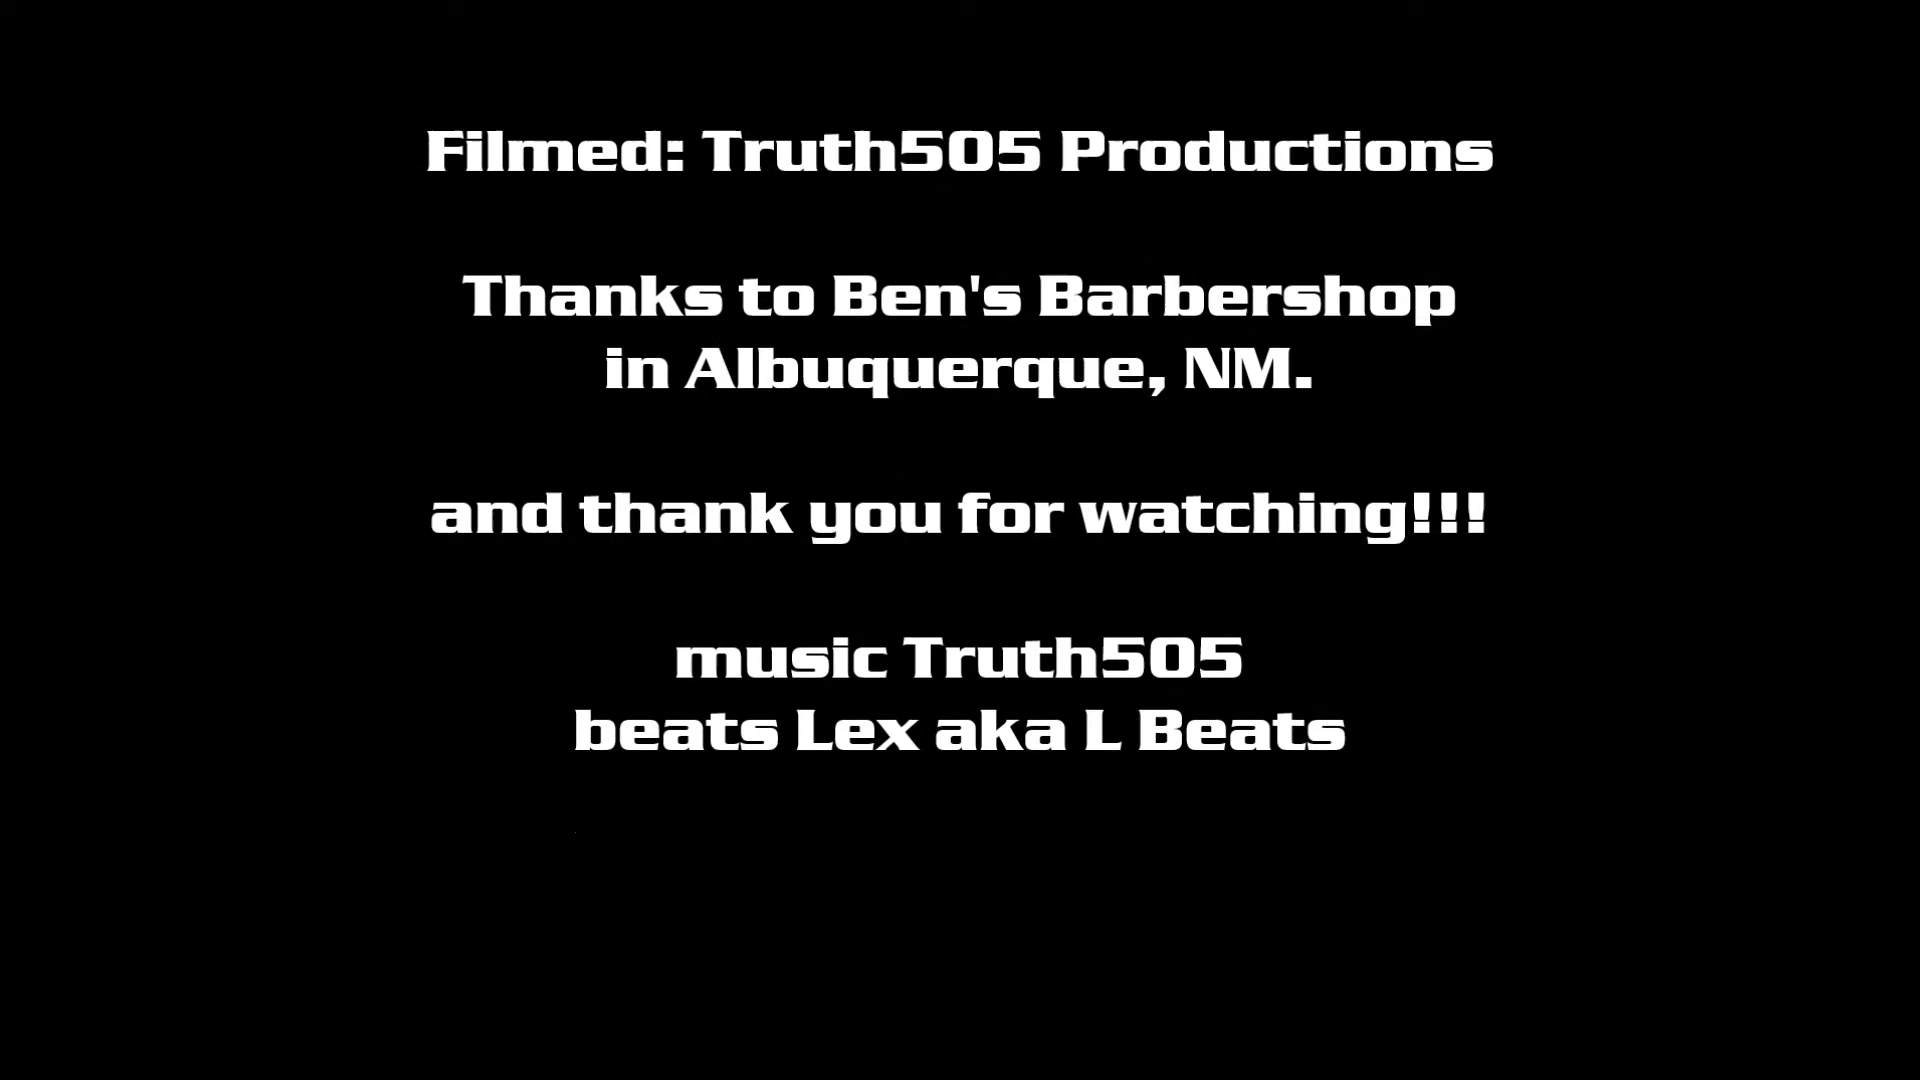 Filmed: Truth505 Productions
Thanks to Ben's Barbershop
in Albuquerque, NM.
and thank you for watching!!!
music Truth505
beats Lex aka L Beats